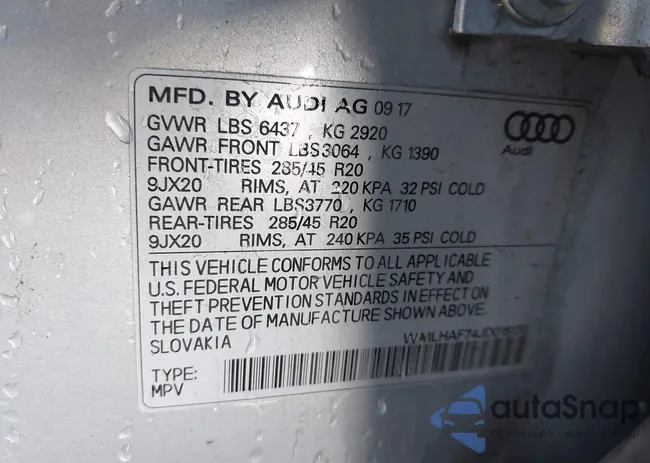 MFD. BY AUDI AG 09 17
GVWR LBS 6437 , KG 2920
GAWR FRONT LBS3064 , KG 1390
FRONT-TIRES 285/45 R20
9JX20 RIMS, AT 220 KPA 32 PSI COLD
GAWR REAR LBS3770 , KG 1710
REAR-TIRES 285/45 R20
9JX20 RIMS, AT 240 KPA 35 PSI COLD
Audi
THIS VEHICLE CONFORMS TO ALL APPLICABLE
U.S. FEDERAL MOTOR VEHICLE SAFETY AND
THEFT PREVENTION STANDARDS IN EFFECT ON
THE DATE OF MANUFACTURE SHOWN ABOVE.
SLOVAKIA
TYPE:
MPV
autoSnap